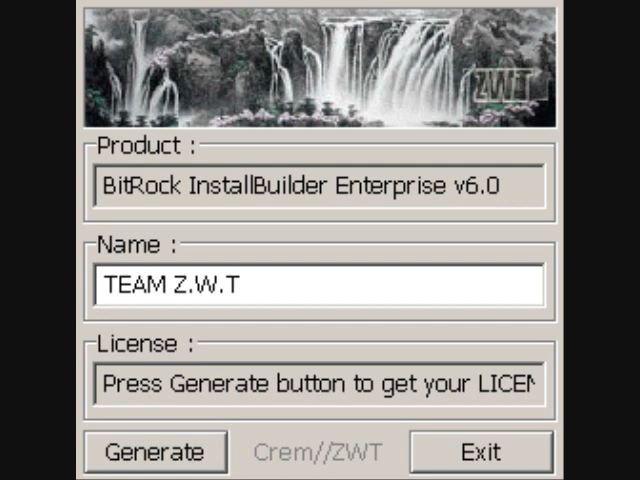 ZWT
Product :
BitRock InstallBuilder Enterprise v6.0
Name :
TEAM Z.W.T
License :
Press Generate button to get your LICEN
Generate
Crem//ZWT
Exit